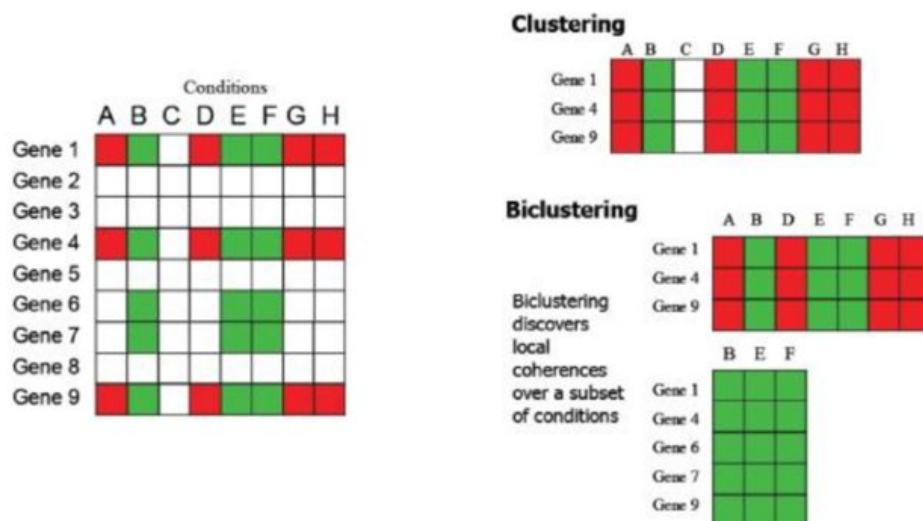 Conditions
A B C D E F G H
Gene 1
Gene 2
Gene 3
Gene 4
Gene 5
Gene 6
Gene 7
Gene 8
Gene 9
Clustering
A B C D E F G H
Gene 1
Gene 4
Gene 9
Biclustering
A B D E F G H
Gene 1
Gene 4
Gene 9
Biclustering
discovers
local
coherences
over a subset
of conditions
B E F
Gene 1
Gene 4
Gene 6
Gene 7
Gene 9